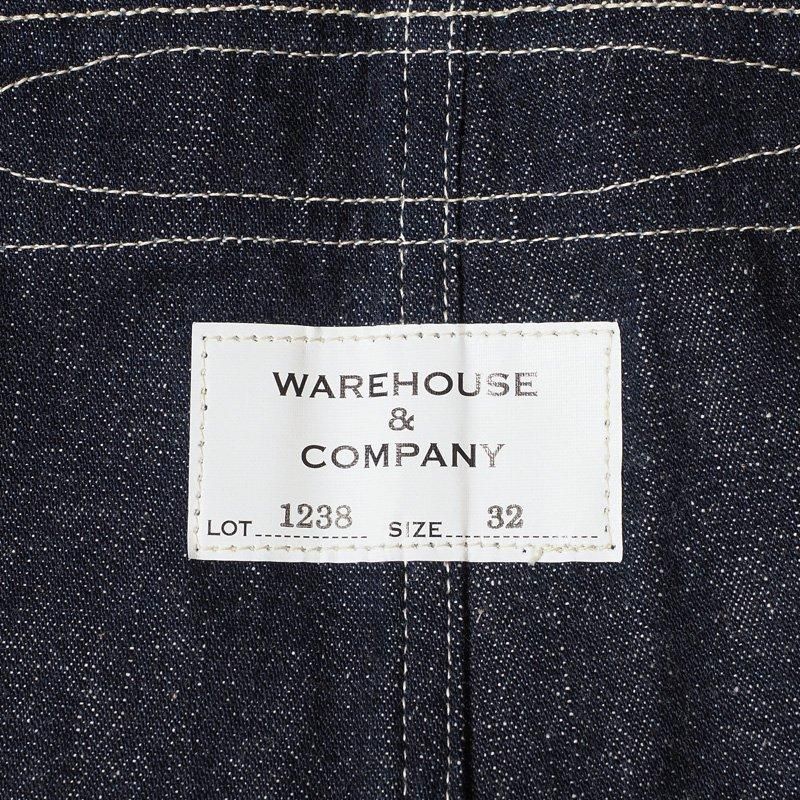 WAREHOUSE
&
COMPANY
LOT 1238 SIZE 32